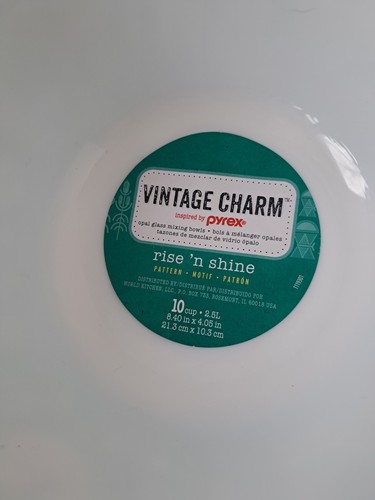 VINTAGE CHARM™
inspired by pyrex®
opal glass mixing bowls • bols à mélanger opales
tazones de mezclar de vidrio ópalo
rise 'n shine
PATTERN • MOTIF • PATRÓN
DISTRIBUTED BY/DISTRIBUÉ PAR/DISTRIBUIDO POR
WORLD KITCHEN, LLC., P.O. BOX 788, ROSEMONT, IL 60018 USA
10 cup • 2.5L
8.40 in x 4.05 in
21.3 cm x 10.3 cm